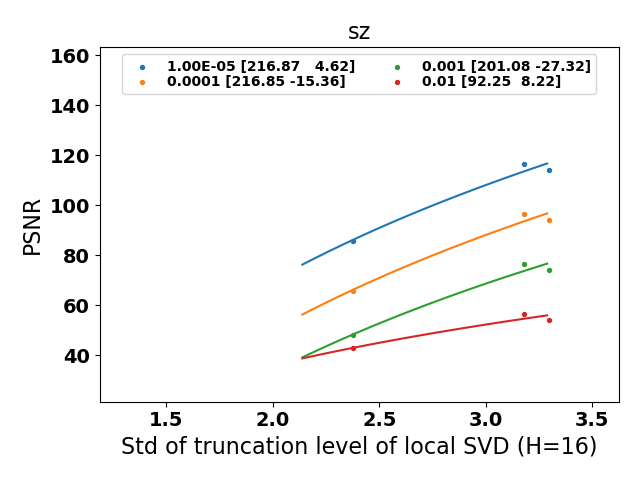 sz
1.00E-05 [216.87   4.62]
0.0001 [216.85 -15.36]
0.001 [201.08 -27.32]
0.01 [92.25  8.22]
PSNR
160
140
120
100
80
60
40
1.5 2.0 2.5 3.0 3.5
Std of truncation level of local SVD (H=16)